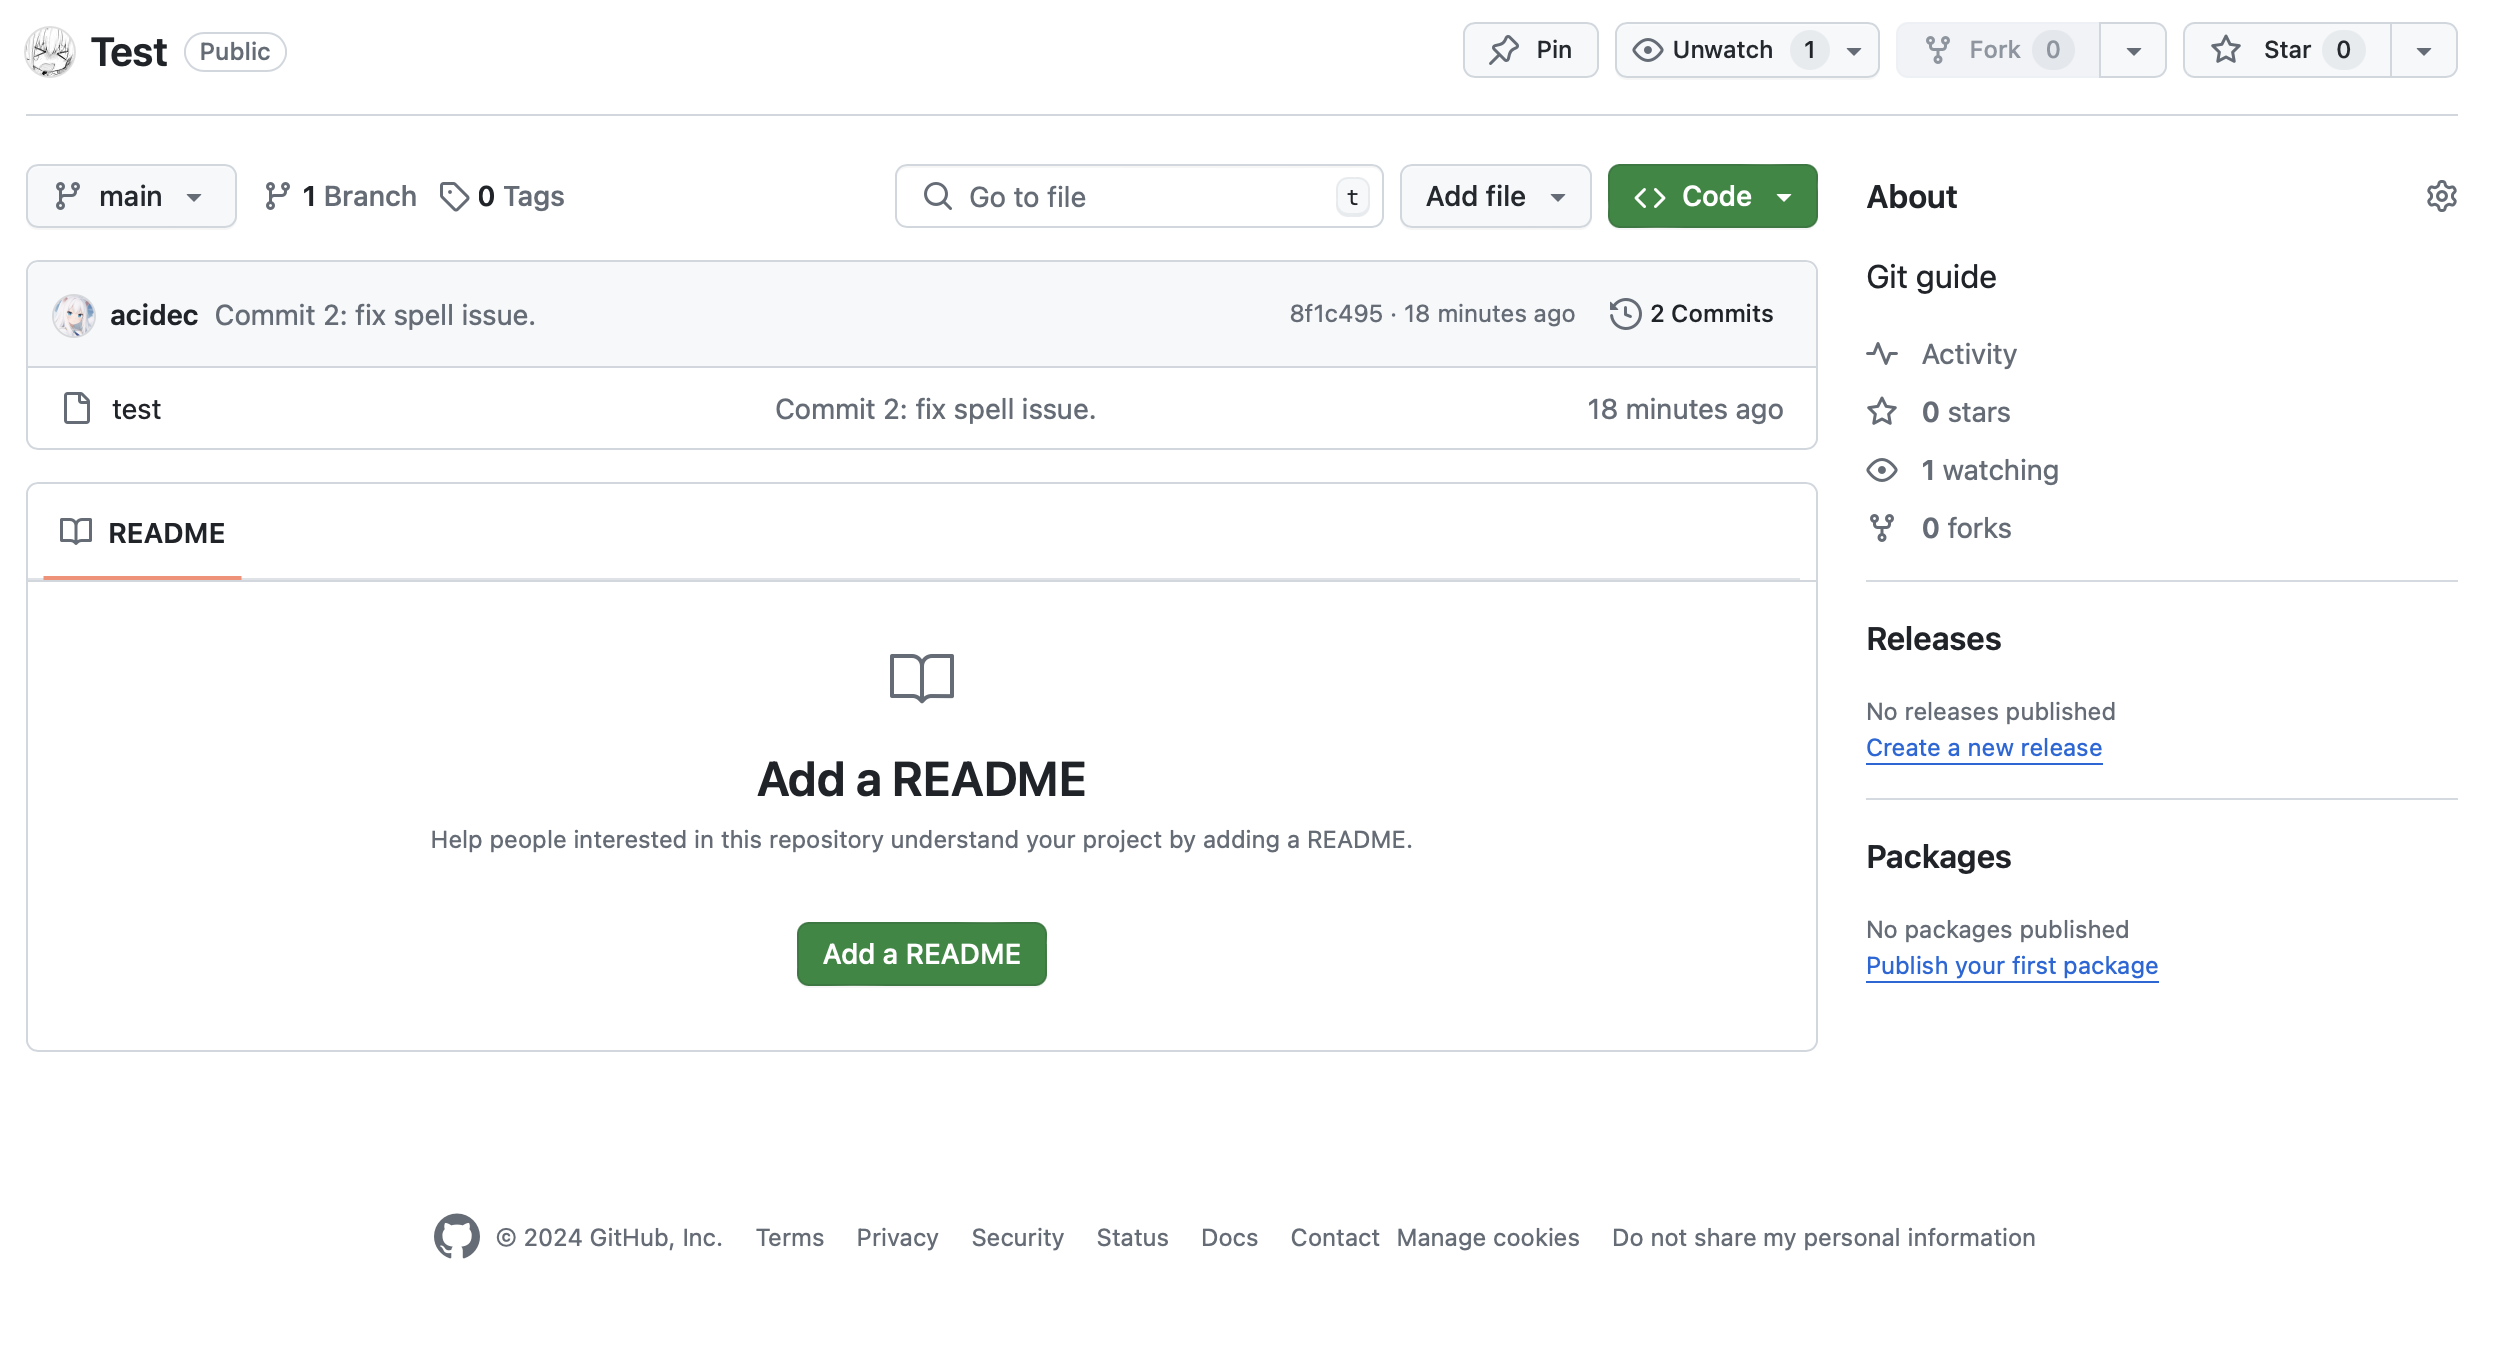 Test Public Pin Unwatch 1 Fork 0 Star 0
main 1 Branch 0 Tags Go to file t Add file Code
acidec Commit 2: fix spell issue. 8f1c495 · 18 minutes ago 2 Commits
test Commit 2: fix spell issue. 18 minutes ago
README
Add a README
Help people interested in this repository understand your project by adding a README.
Add a README
About
Git guide
Activity
0 stars
1 watching
0 forks
Releases
No releases published
Create a new release
Packages
No packages published
Publish your first package
© 2024 GitHub, Inc. Terms Privacy Security Status Docs Contact Manage cookies Do not share my personal information